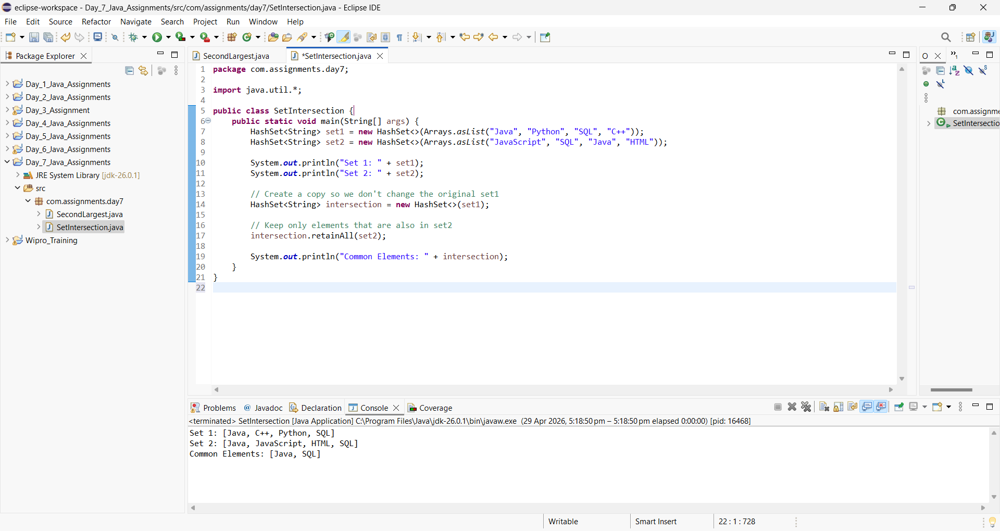 eclipse-workspace - Day_7_Java_Assignments/src/com/assignments/day7/SetIntersection.java - Eclipse IDE
File Edit Source Refactor Navigate Search Project Run Window Help
Package Explorer
Day_1_Java_Assignments
Day_2_Java_Assignments
Day_3_Assignment
Day_4_Java_Assignments
Day_5_Java_Assignments
Day_6_Java_Assignments
Day_7_Java_Assignments
JRE System Library [jdk-26.0.1]
src
com.assignments.day7
SecondLargest.java
SetIntersection.java
Wipro_Training
SecondLargest.java *SetIntersection.java
1 package com.assignments.day7;
2
3 import java.util.*;
4
5 public class SetIntersection {
6 public static void main(String[] args) {
7 HashSet<String> set1 = new HashSet<>(Arrays.asList("Java", "Python", "SQL", "C++"));
8 HashSet<String> set2 = new HashSet<>(Arrays.asList("JavaScript", "SQL", "Java", "HTML"));
9
10 System.out.println("Set 1: " + set1);
11 System.out.println("Set 2: " + set2);
12
13 // Create a copy so we don't change the original set1
14 HashSet<String> intersection = new HashSet<>(set1);
15
16 // Keep only elements that are also in set2
17 intersection.retainAll(set2);
18
19 System.out.println("Common Elements: " + intersection);
20 }
21 }
22
O
com.assignme
SetIntersectio
Problems @ Javadoc Declaration Console Coverage
<terminated> SetIntersection [Java Application] C:\Program Files\Java\jdk-26.0.1\bin\javaw.exe (29 Apr 2026, 5:18:50 pm – 5:18:50 pm elapsed 0:00:00) [pid: 16468]
Set 1: [Java, C++, Python, SQL]
Set 2: [Java, JavaScript, HTML, SQL]
Common Elements: [Java, SQL]
Writable Smart Insert 22 : 1 : 728